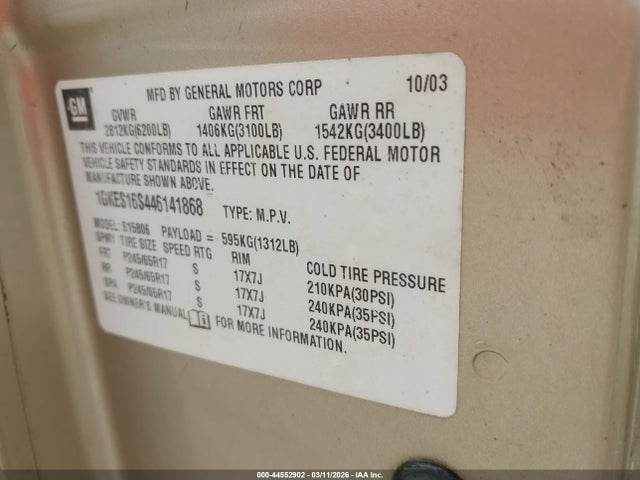 GM
MFD BY GENERAL MOTORS CORP 10/03
GVWR GAWR FRT GAWR RR
2812KG(6200LB) 1406KG(3100LB) 1542KG(3400LB)
THIS VEHICLE CONFORMS TO ALL APPLICABLE U.S. FEDERAL MOTOR
VEHICLE SAFETY STANDARDS IN EFFECT ON THE DATE OF
MANUFACTURE SHOWN ABOVE.
1GKES16S446141868 TYPE: M.P.V.
MODEL: S15806 PAYLOAD = 595KG(1312LB)
TIRE SIZE SPEED RTG RIM COLD TIRE PRESSURE
FRT P245/65R17 S 17X7J 210KPA(30PSI)
RR P245/65R17 S 17X7J 240KPA(35PSI)
SPA P245/65R17 S 17X7J 240KPA(35PSI)
SEE OWNER'S MANUAL FOR MORE INFORMATION.
000-44552902 - 03/11/2026 - IAA Inc.